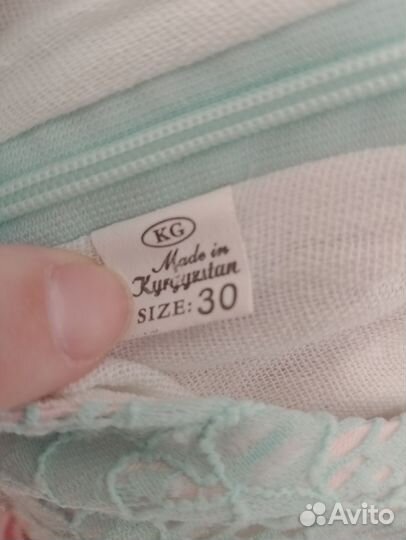 KG
Made in
Kyrgyzstan
SIZE: 30
Avito